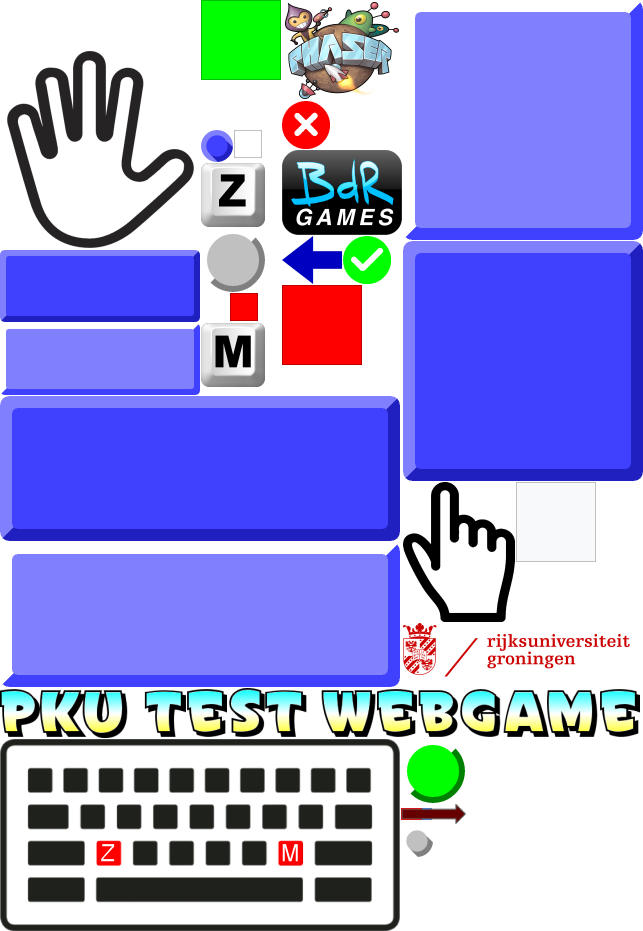 PHASER
Z
BdR
GAMES
M
rijksuniversiteit
groningen
PKU TEST WEBGAME
Z
M